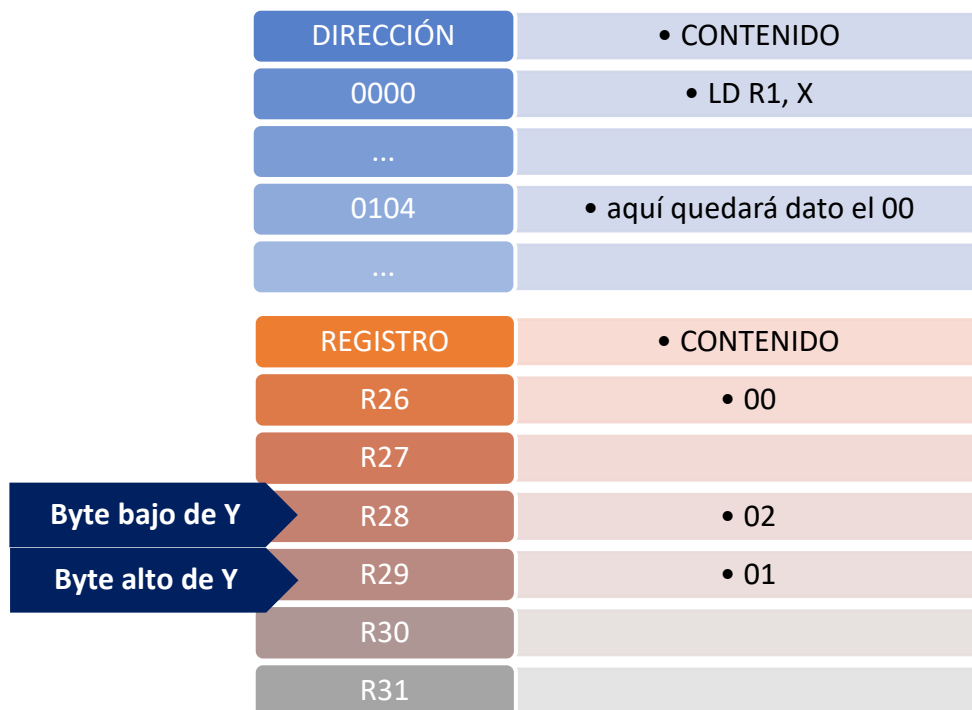 DIRECCIÓN • CONTENIDO
0000 • LD R1, X
...
0104 • aquí quedará dato el 00
...
REGISTRO • CONTENIDO
R26 • 00
R27
Byte bajo de Y R28 • 02
Byte alto de Y R29 • 01
R30
R31